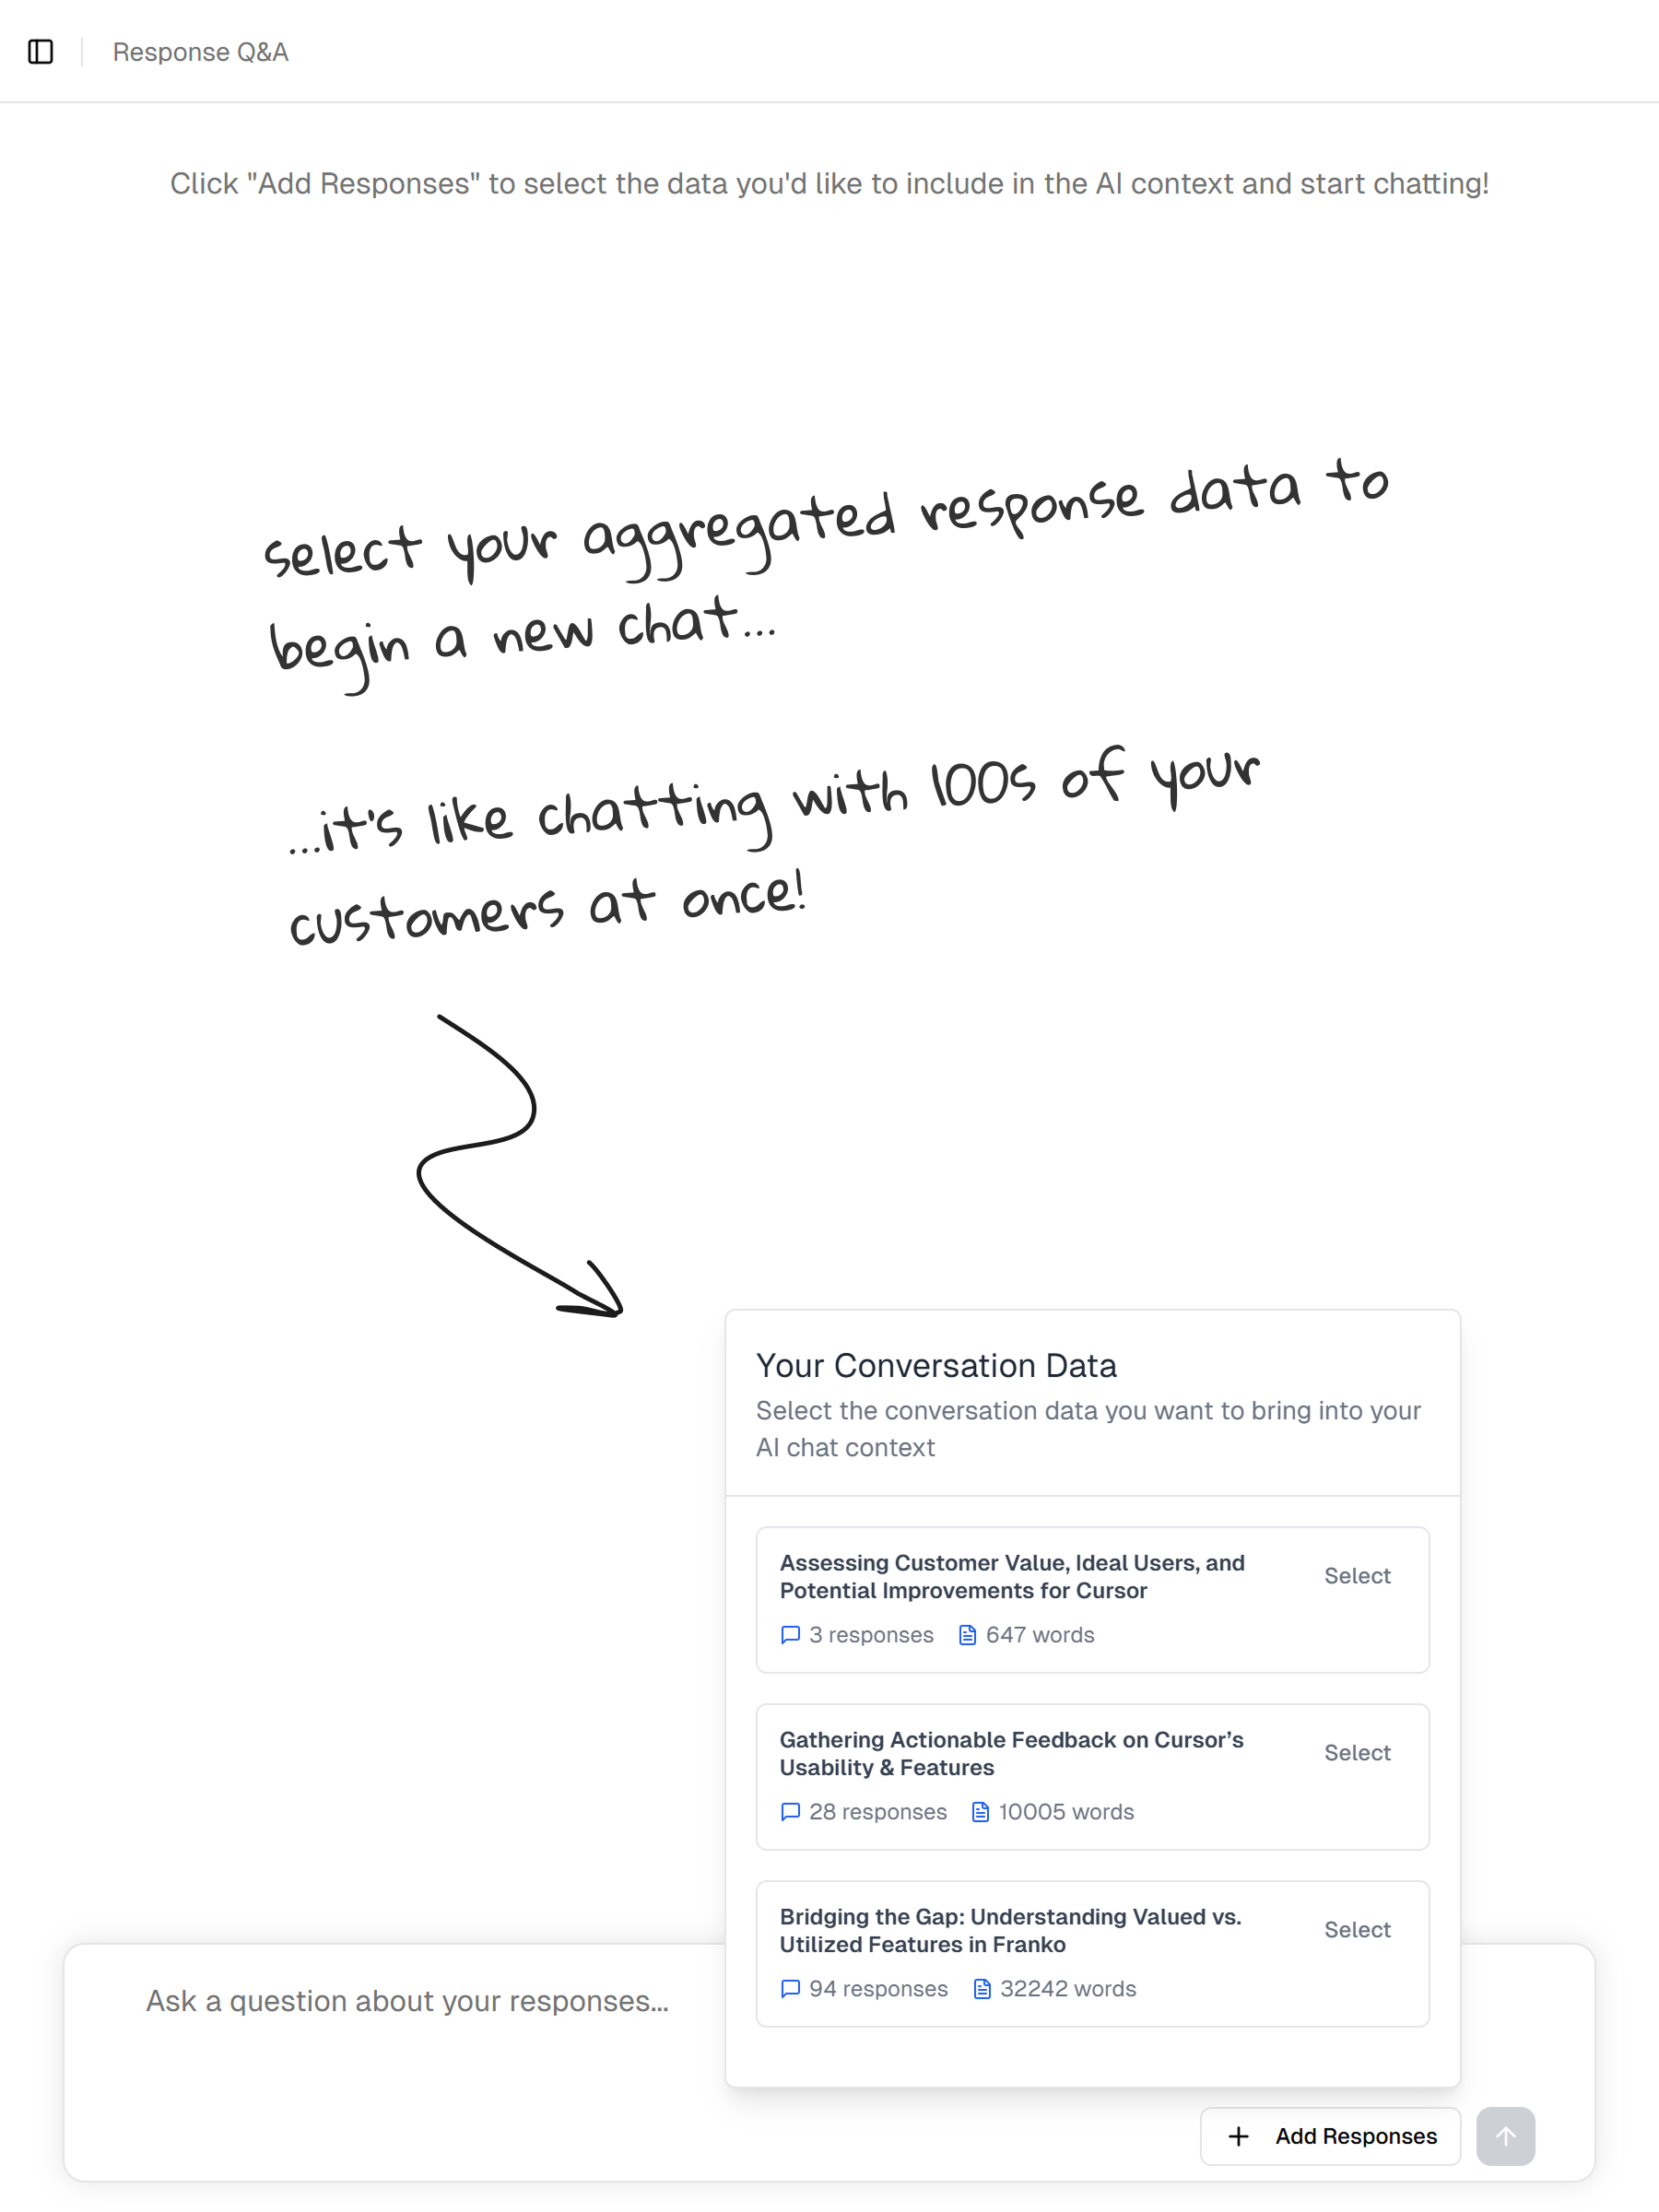 Response Q&A
Click "Add Responses" to select the data you'd like to include in the AI context and start chatting!
select your aggregated response data to
begin a new chat...
...it's like chatting with 100s of your
customers at once!
Your Conversation Data
Select the conversation data you want to bring into your
AI chat context
Assessing Customer Value, Ideal Users, and
Potential Improvements for Cursor
Select
3 responses 647 words
Gathering Actionable Feedback on Cursor’s
Usability & Features
Select
28 responses 10005 words
Bridging the Gap: Understanding Valued vs.
Utilized Features in Franko
Select
94 responses 32242 words
Ask a question about your responses...
Add Responses